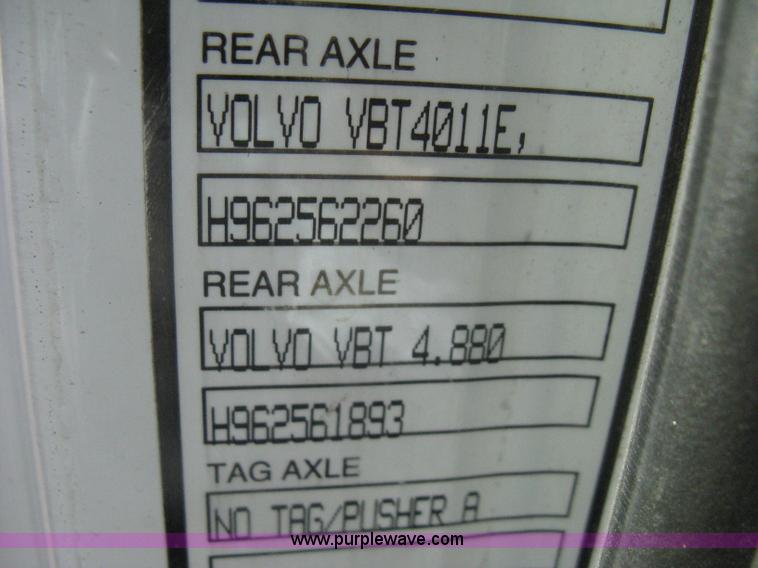 REAR AXLE
VOLVO VBT4011E,
H962562260
REAR AXLE
VOLVO VBT 4.880
H962561893
TAG AXLE
NO TAG/PUSHER A
www.purplewave.com